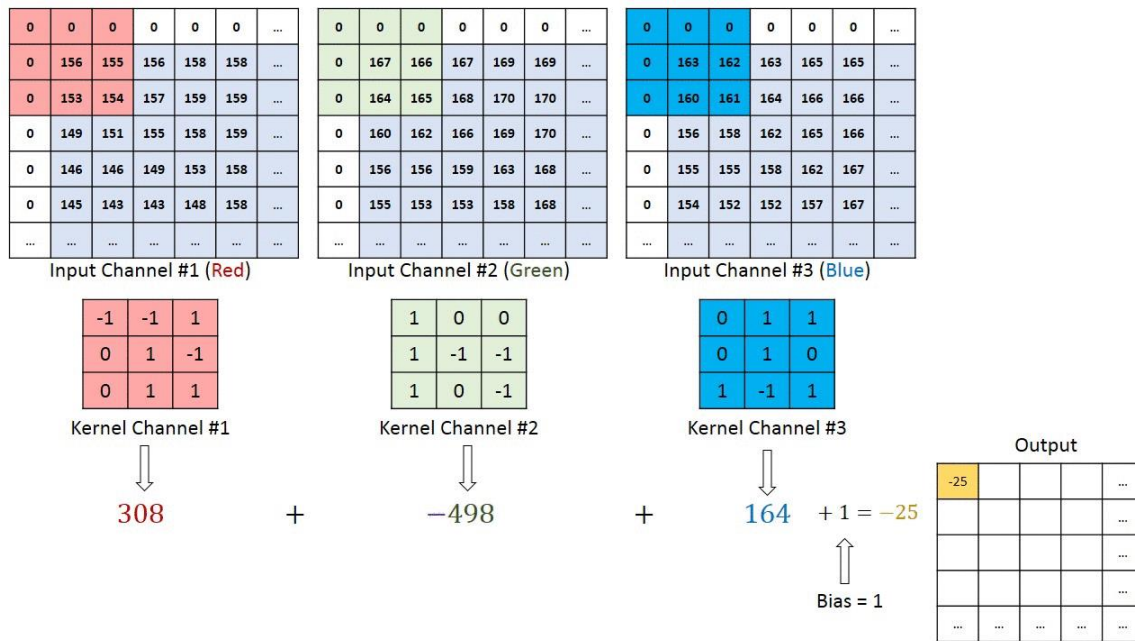 0 0 0 0 0 0 ...
0 156 155 156 158 158 ...
0 153 154 157 159 159 ...
0 149 151 155 158 159 ...
0 146 146 149 153 158 ...
0 145 143 143 148 158 ...
... ... ... ... ... ... ...
Input Channel #1 (Red)
0 0 0 0 0 0 ...
0 167 166 167 169 169 ...
0 164 165 168 170 170 ...
0 160 162 166 169 170 ...
0 156 156 159 163 168 ...
0 155 153 153 158 168 ...
... ... ... ... ... ... ...
Input Channel #2 (Green)
0 0 0 0 0 0 ...
0 163 162 163 165 165 ...
0 160 161 164 166 166 ...
0 156 158 162 165 166 ...
0 155 155 158 162 167 ...
0 154 152 152 157 167 ...
... ... ... ... ... ... ...
Input Channel #3 (Blue)
-1 -1 1
0 1 -1
0 1 1
Kernel Channel #1
1 0 0
1 -1 -1
1 0 -1
Kernel Channel #2
0 1 1
0 1 0
1 -1 1
Kernel Channel #3
308 + −498 + 164 + 1 = −25
Bias = 1
Output
-25 ...
...
...
...
... ... ... ... ...